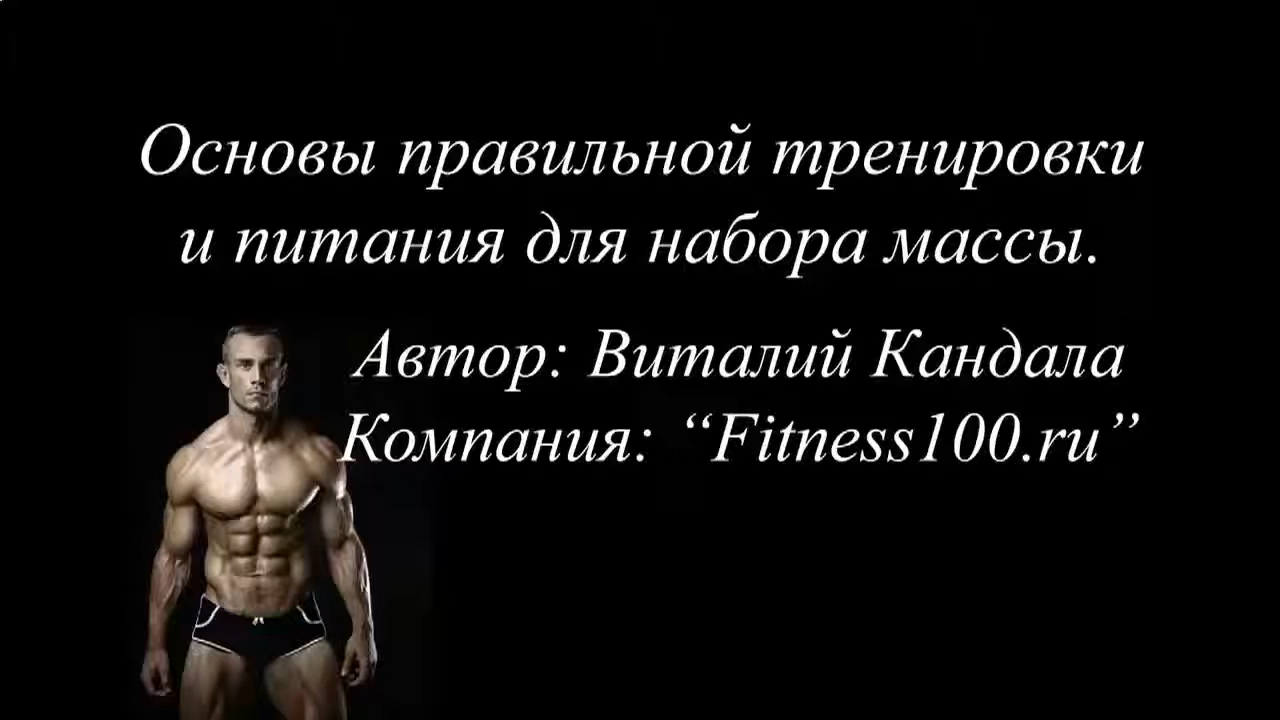 Основы правильной тренировки
и питания для набора массы.
Автор: Виталий Кандала
Компания: “Fitness100.ru”